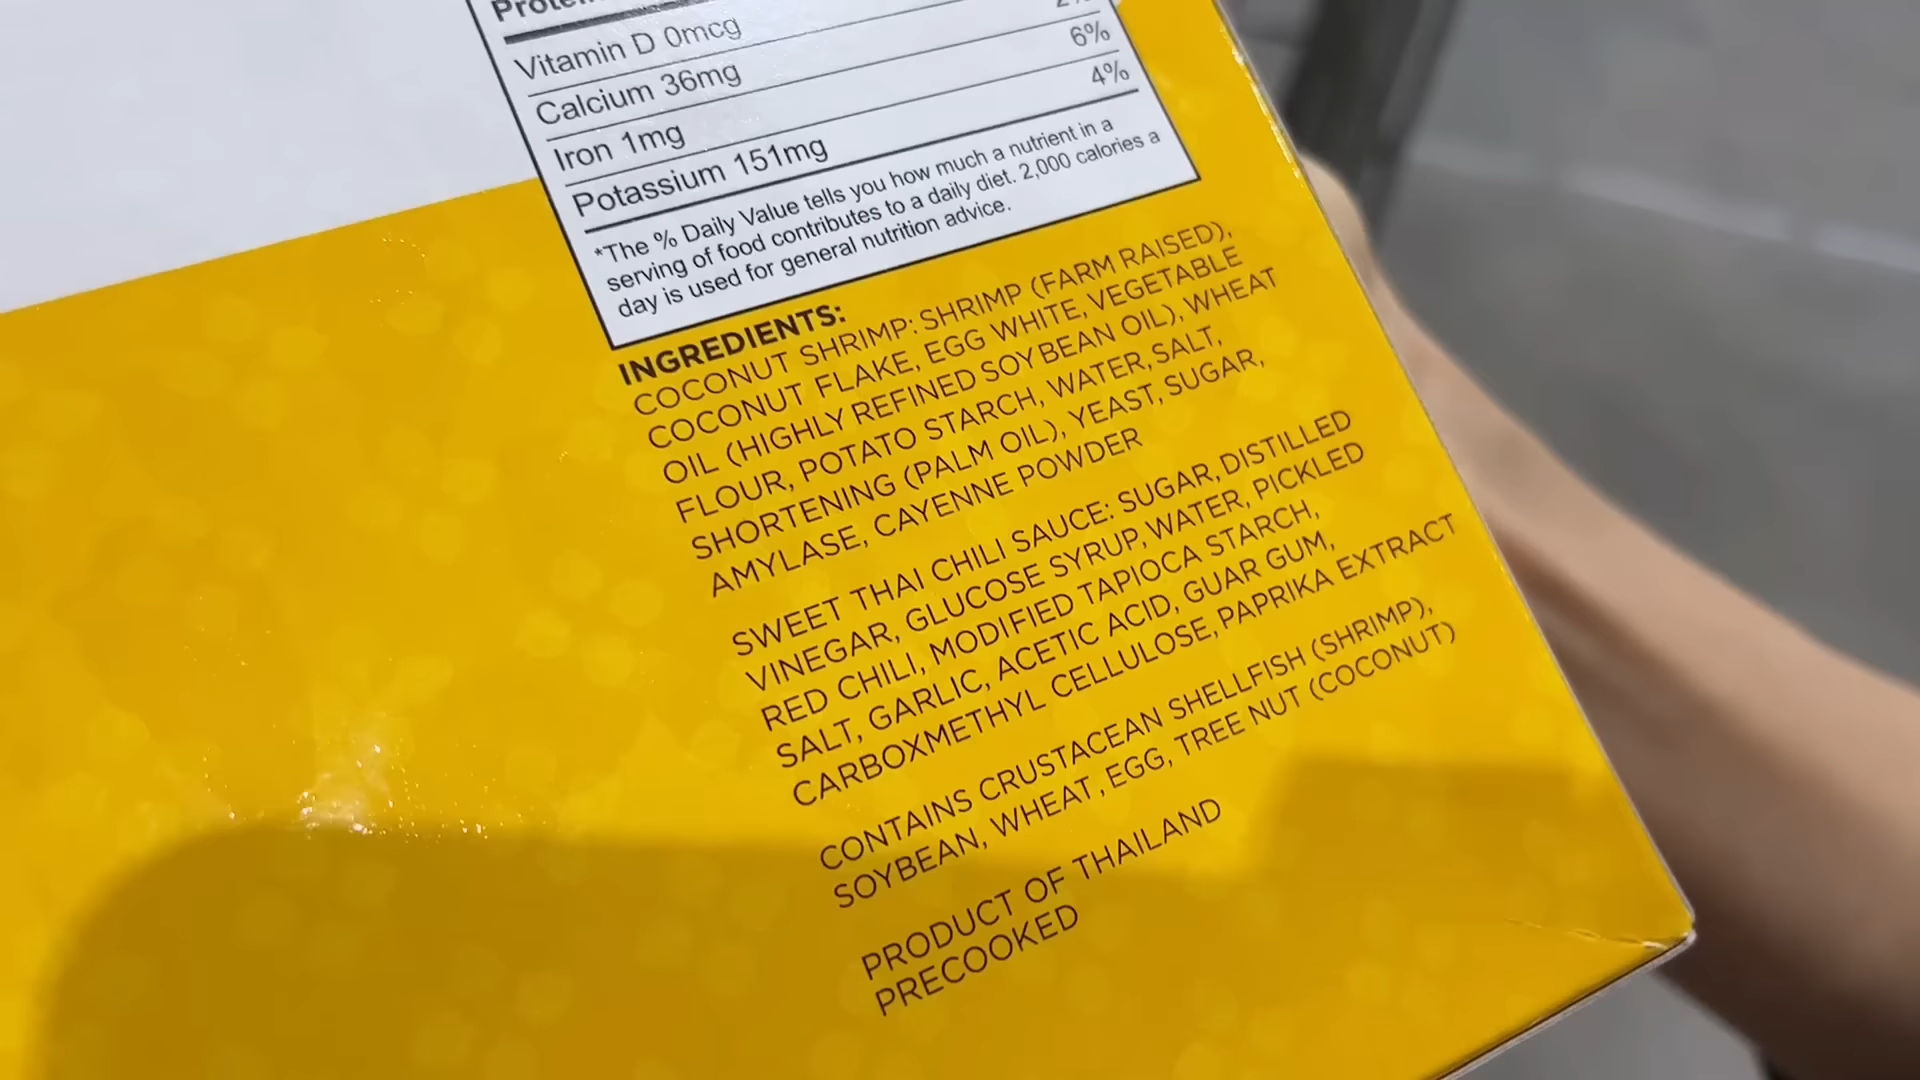 Vitamin D 0mcg
Calcium 36mg
Iron 1mg 6%
Potassium 151mg 4%
*The % Daily Value tells you how much a nutrient in a
serving of food contributes to a daily diet. 2,000 calories a
day is used for general nutrition advice.
INGREDIENTS:
COCONUT SHRIMP: SHRIMP (FARM RAISED),
COCONUT FLAKE, EGG WHITE, VEGETABLE
OIL (HIGHLY REFINED SOYBEAN OIL), WHEAT
FLOUR, POTATO STARCH, WATER, SALT,
SHORTENING (PALM OIL), YEAST, SUGAR,
AMYLASE, CAYENNE POWDER
SWEET THAI CHILI SAUCE: SUGAR, DISTILLED
VINEGAR, GLUCOSE SYRUP, WATER, PICKLED
RED CHILI, MODIFIED TAPIOCA STARCH,
SALT, GARLIC, ACETIC ACID, GUAR GUM,
CARBOXMETHYL CELLULOSE, PAPRIKA EXTRACT
CONTAINS CRUSTACEAN SHELLFISH (SHRIMP),
SOYBEAN, WHEAT, EGG, TREE NUT (COCONUT)
PRODUCT OF THAILAND
PRECOOKED